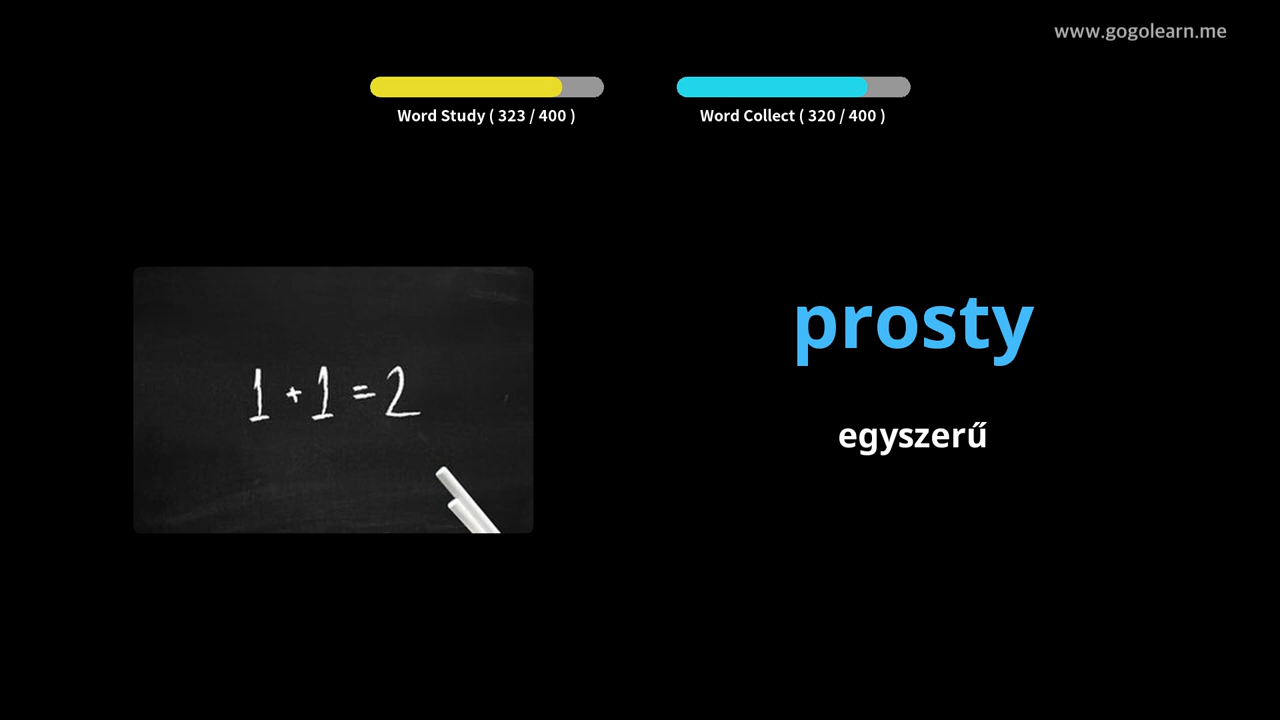 www.gogolearn.me
Word Study ( 323 / 400 )
Word Collect ( 320 / 400 )
1 + 1 = 2
prosty
egyszerű